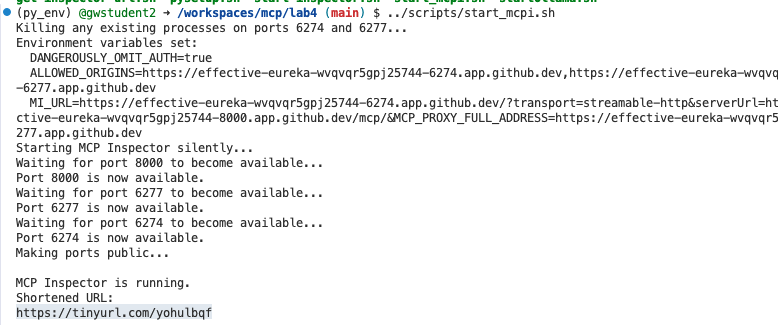 (py_env) @gwstudent2 → /workspaces/mcp/lab4 (main) $ ../scripts/start_mcpi.sh
Killing any existing processes on ports 6274 and 6277...
Environment variables set:
  DANGEROUSLY_OMIT_AUTH=true
  ALLOWED_ORIGINS=https://effective-eureka-wvqvqr5gpj25744-6274.app.github.dev,https://effective-eureka-wvqvq
-6277.app.github.dev
  MI_URL=https://effective-eureka-wvqvqr5gpj25744-6274.app.github.dev/?transport=streamable-http&serverUrl=ht
ctive-eureka-wvqvqr5gpj25744-8000.app.github.dev/mcp/&MCP_PROXY_FULL_ADDRESS=https://effective-eureka-wvqvqr5
277.app.github.dev
Starting MCP Inspector silently...
Waiting for port 8000 to become available...
Port 8000 is now available.
Waiting for port 6277 to become available...
Port 6277 is now available.
Waiting for port 6274 to become available...
Port 6274 is now available.
Making ports public...
MCP Inspector is running.
Shortened URL:
https://tinyurl.com/yohulbqf